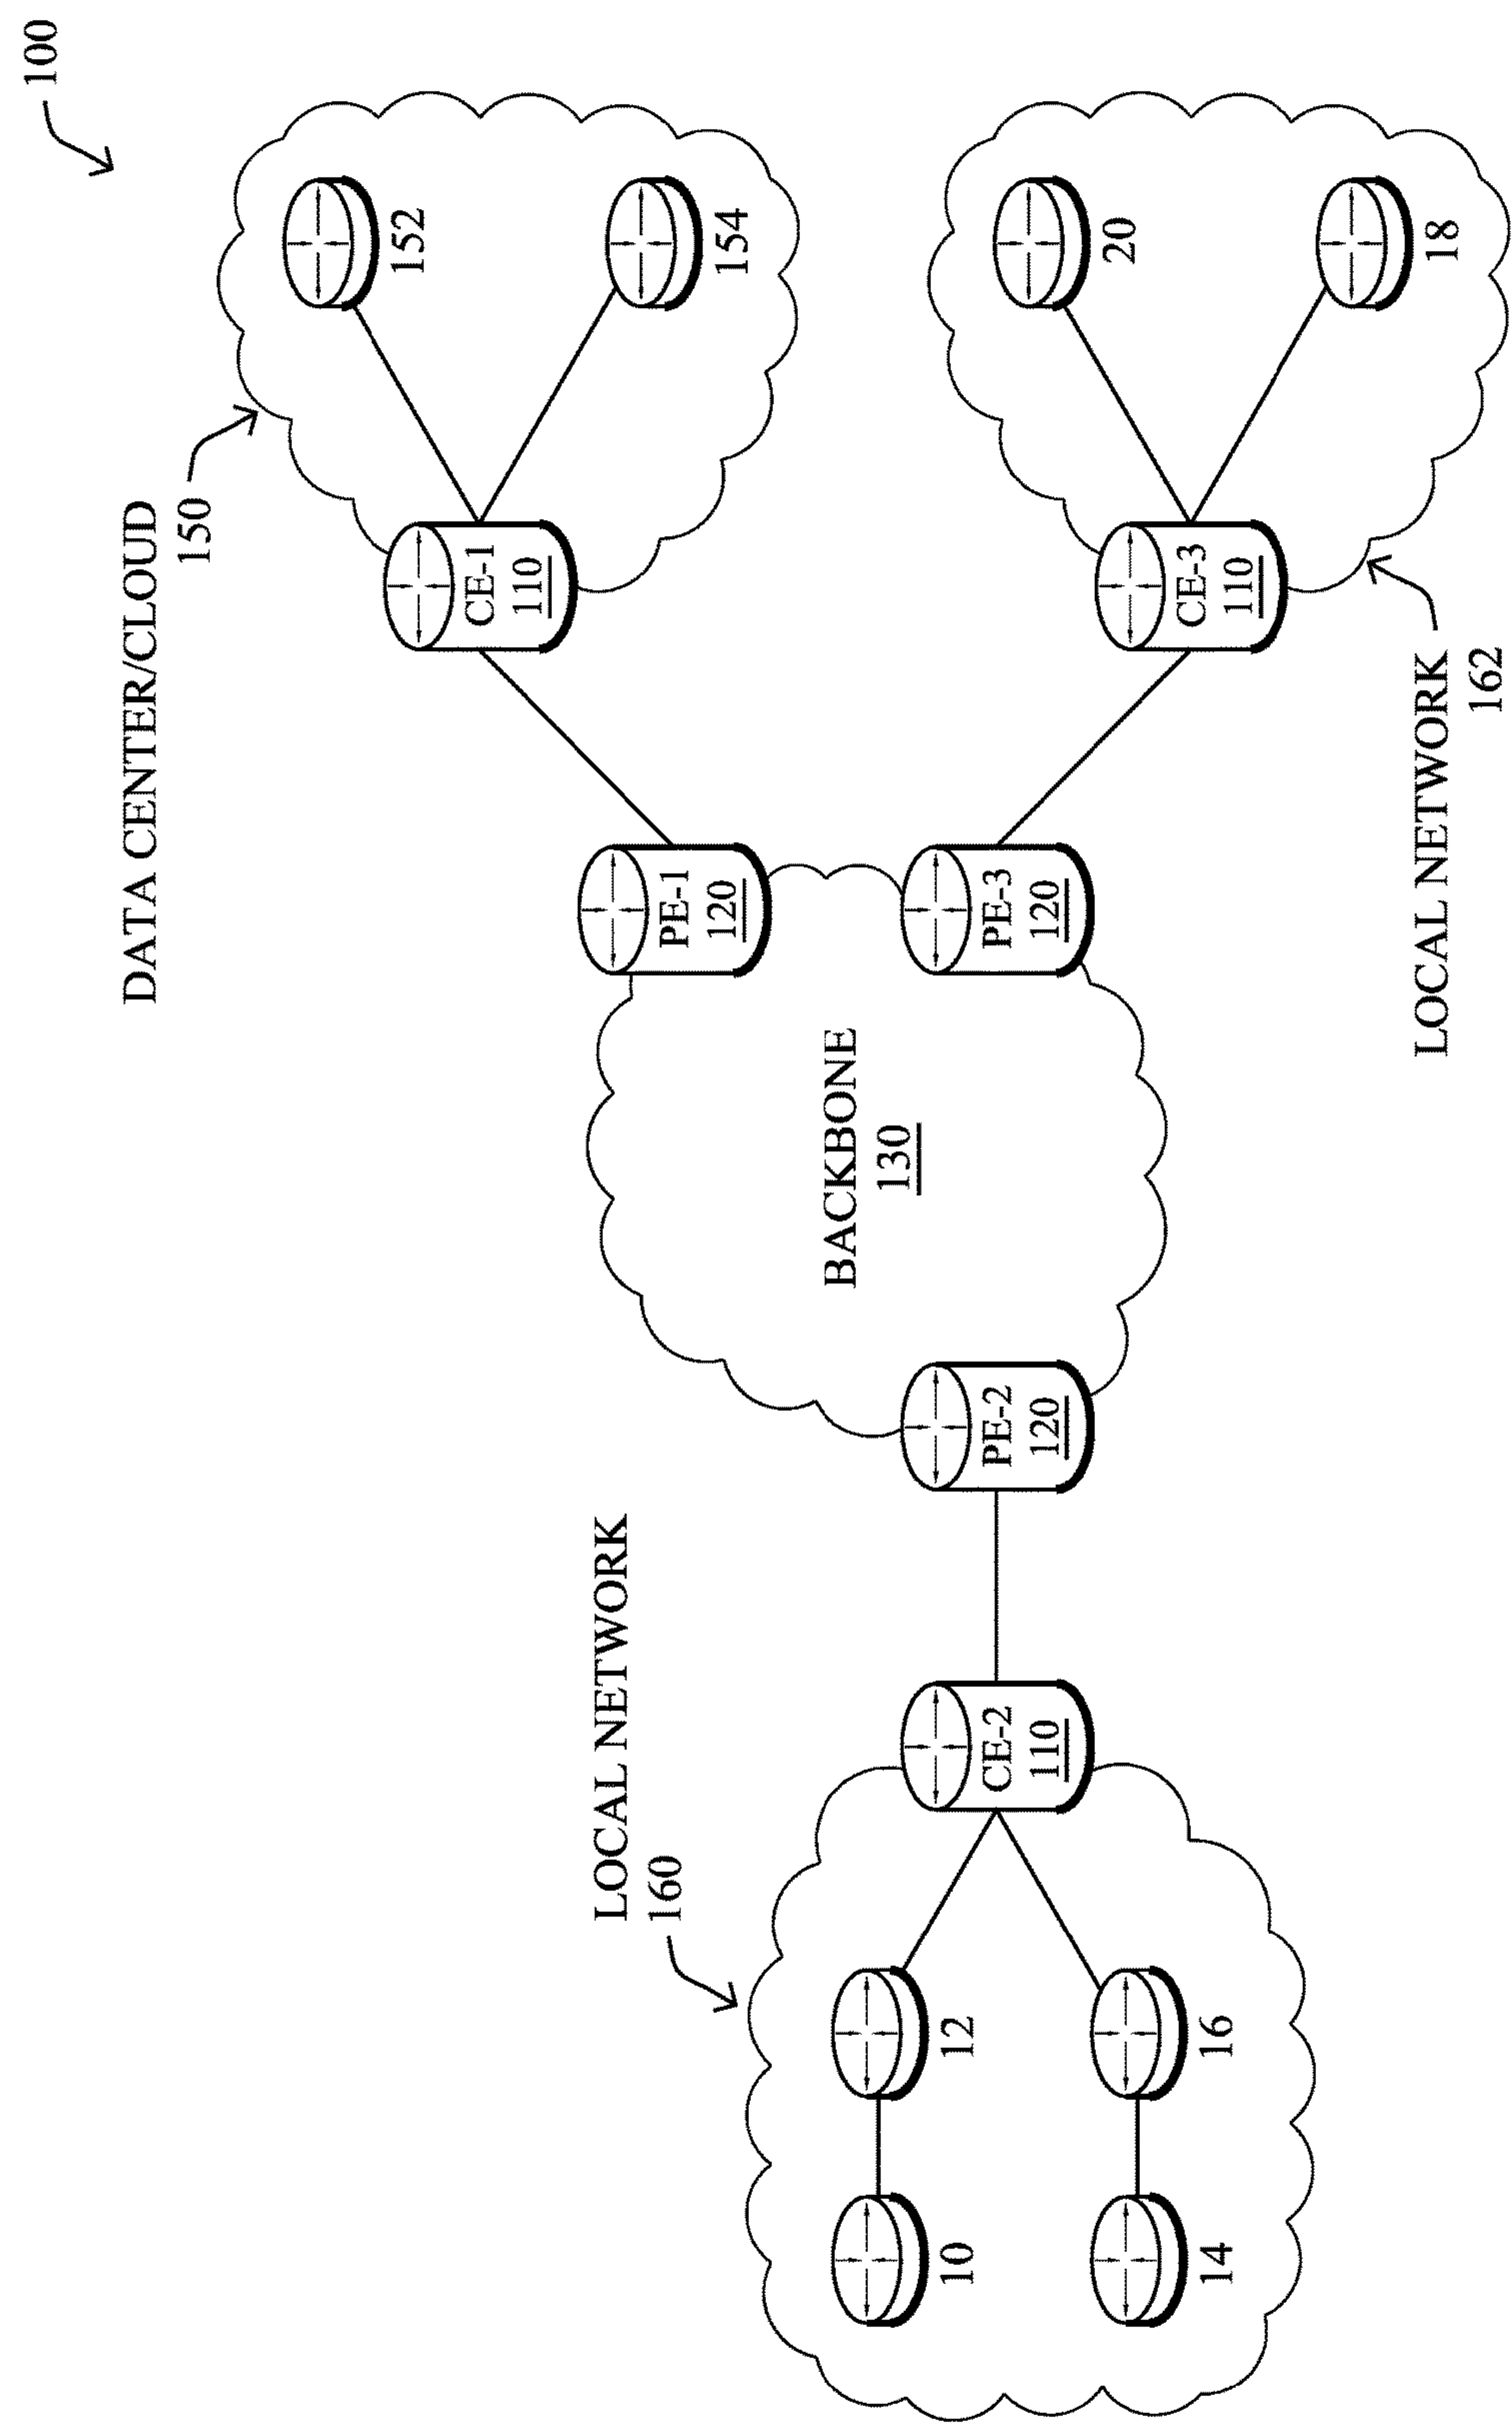 100
DATA CENTER/CLOUD
150
152
CE-1
110
154
LOCAL NETWORK
160
PE-1
120
BACKBONE
130
10
12
14
16
CE-2
110
PE-2
120
PE-3
120
20
CE-3
110
18
LOCAL NETWORK
162